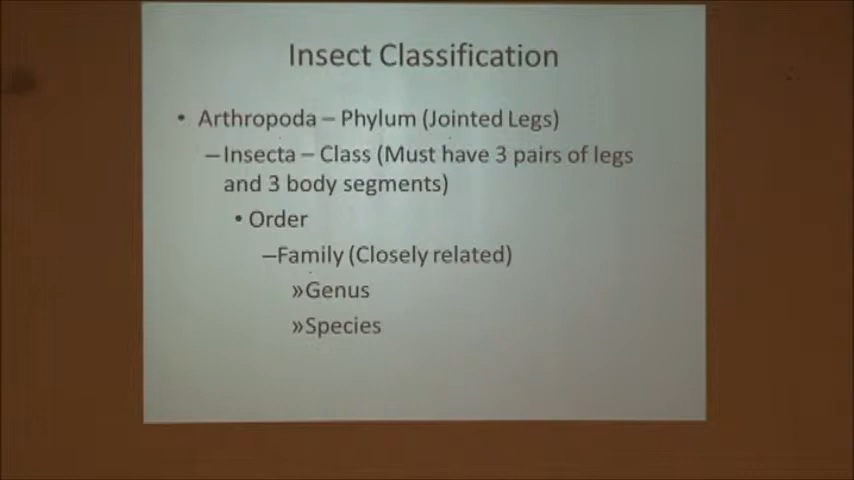 Insect Classification
• Arthropoda – Phylum (Jointed Legs)
–Insecta – Class (Must have 3 pairs of legs
and 3 body segments)
• Order
–Family (Closely related)
»Genus
»Species